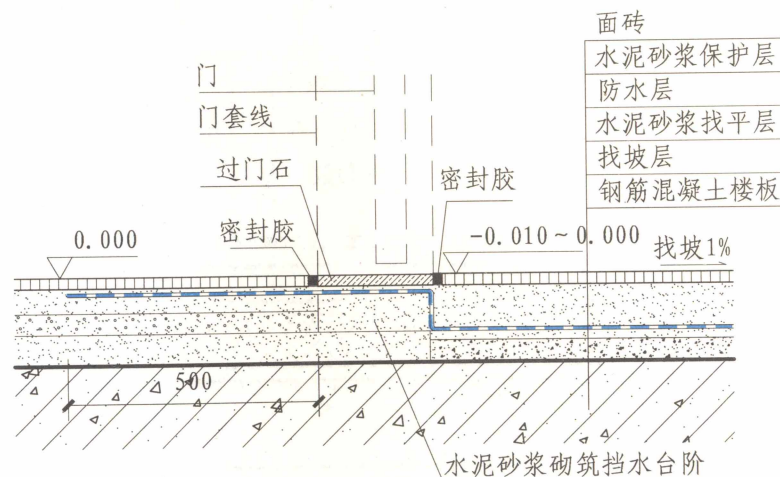 面砖
水泥砂浆保护层
防水层
水泥砂浆找平层
找坡层
钢筋混凝土楼板
门
门套线
过门石
密封胶
密封胶
0.000
-0.010~0.000
找坡1%
500
水泥砂浆砌筑挡水台阶